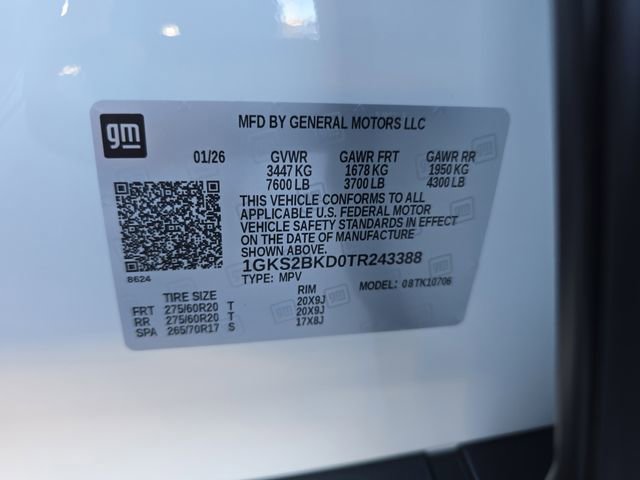 gm
MFD BY GENERAL MOTORS LLC
01/26 GVWR GAWR FRT GAWR RR
3447 KG 1678 KG 1950 KG
7600 LB 3700 LB 4300 LB
THIS VEHICLE CONFORMS TO ALL
APPLICABLE U.S. FEDERAL MOTOR
VEHICLE SAFETY STANDARDS IN EFFECT
ON THE DATE OF MANUFACTURE
SHOWN ABOVE.
1GKS2BKD0TR243388
8624
TYPE: MPV MODEL: 08TK10706
TIRE SIZE RIM
FRT 275/60R20 T 20X9J
RR 275/60R20 T 20X9J
SPA 265/70R17 S 17X8J